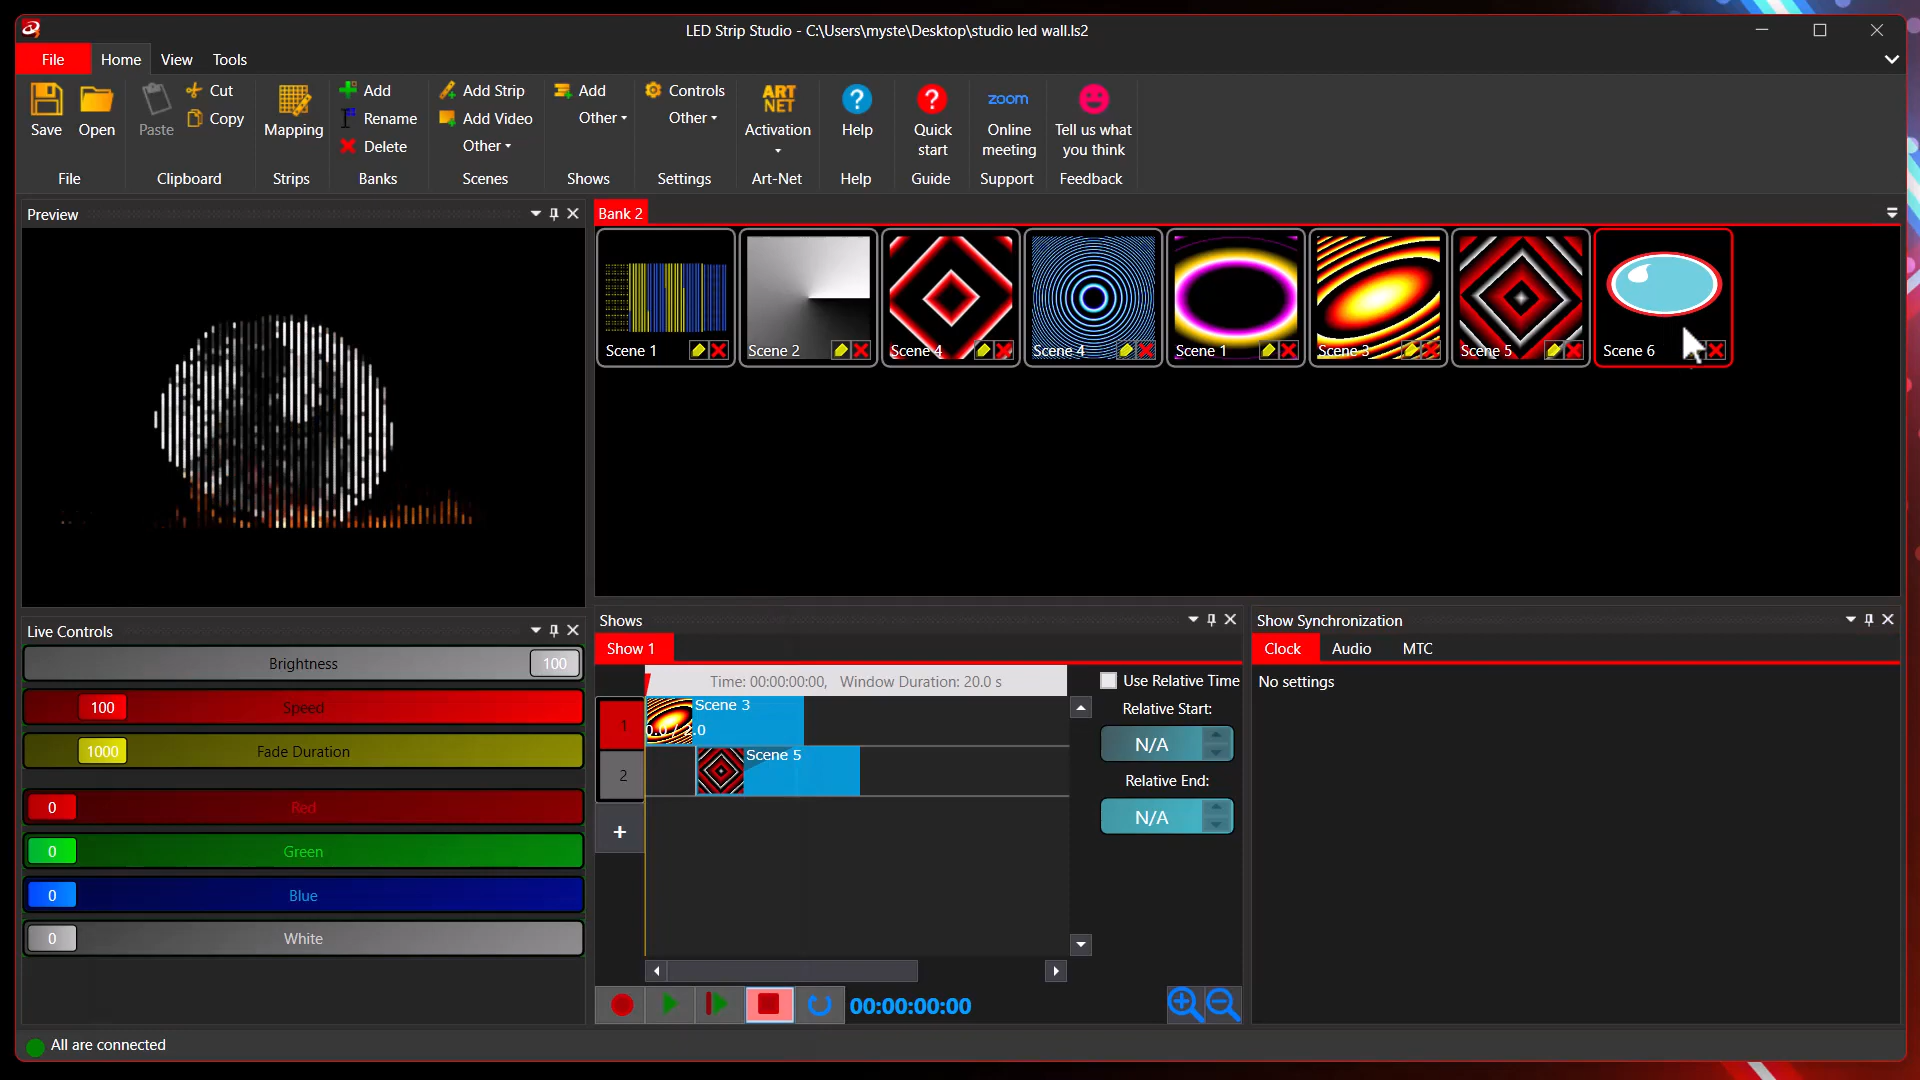 LED Strip Studio - C:\Users\myste\Desktop\studio led wall.ls2
File Home View Tools
Save Open Paste Cut Copy
Mapping
Add
Rename
Delete
Add Strip
Add Video
Other
Add
Other
Controls
Other
ART
NET
Activation
Help
Quick
start
zoom
Online
meeting
Tell us what
you think
File Clipboard Strips Banks Scenes Shows Settings Art-Net Help Guide Support Feedback
Preview
Bank 2
Scene 1 Scene 2 Scene 4 Scene 4 Scene 1 Scene 3 Scene 5 Scene 6
Live Controls
Brightness 100
100 Speed
1000 Fade Duration
0 Red
0 Green
0 Blue
0 White
Shows
Show 1
Time: 00:00:00:00, Window Duration: 20.0 s
1 Scene 3
0.0 / 2.0
2 Scene 5
+
Use Relative Time
Relative Start:
N/A
Relative End:
N/A
00:00:00:00
Show Synchronization
Clock Audio MTC
No settings
All are connected